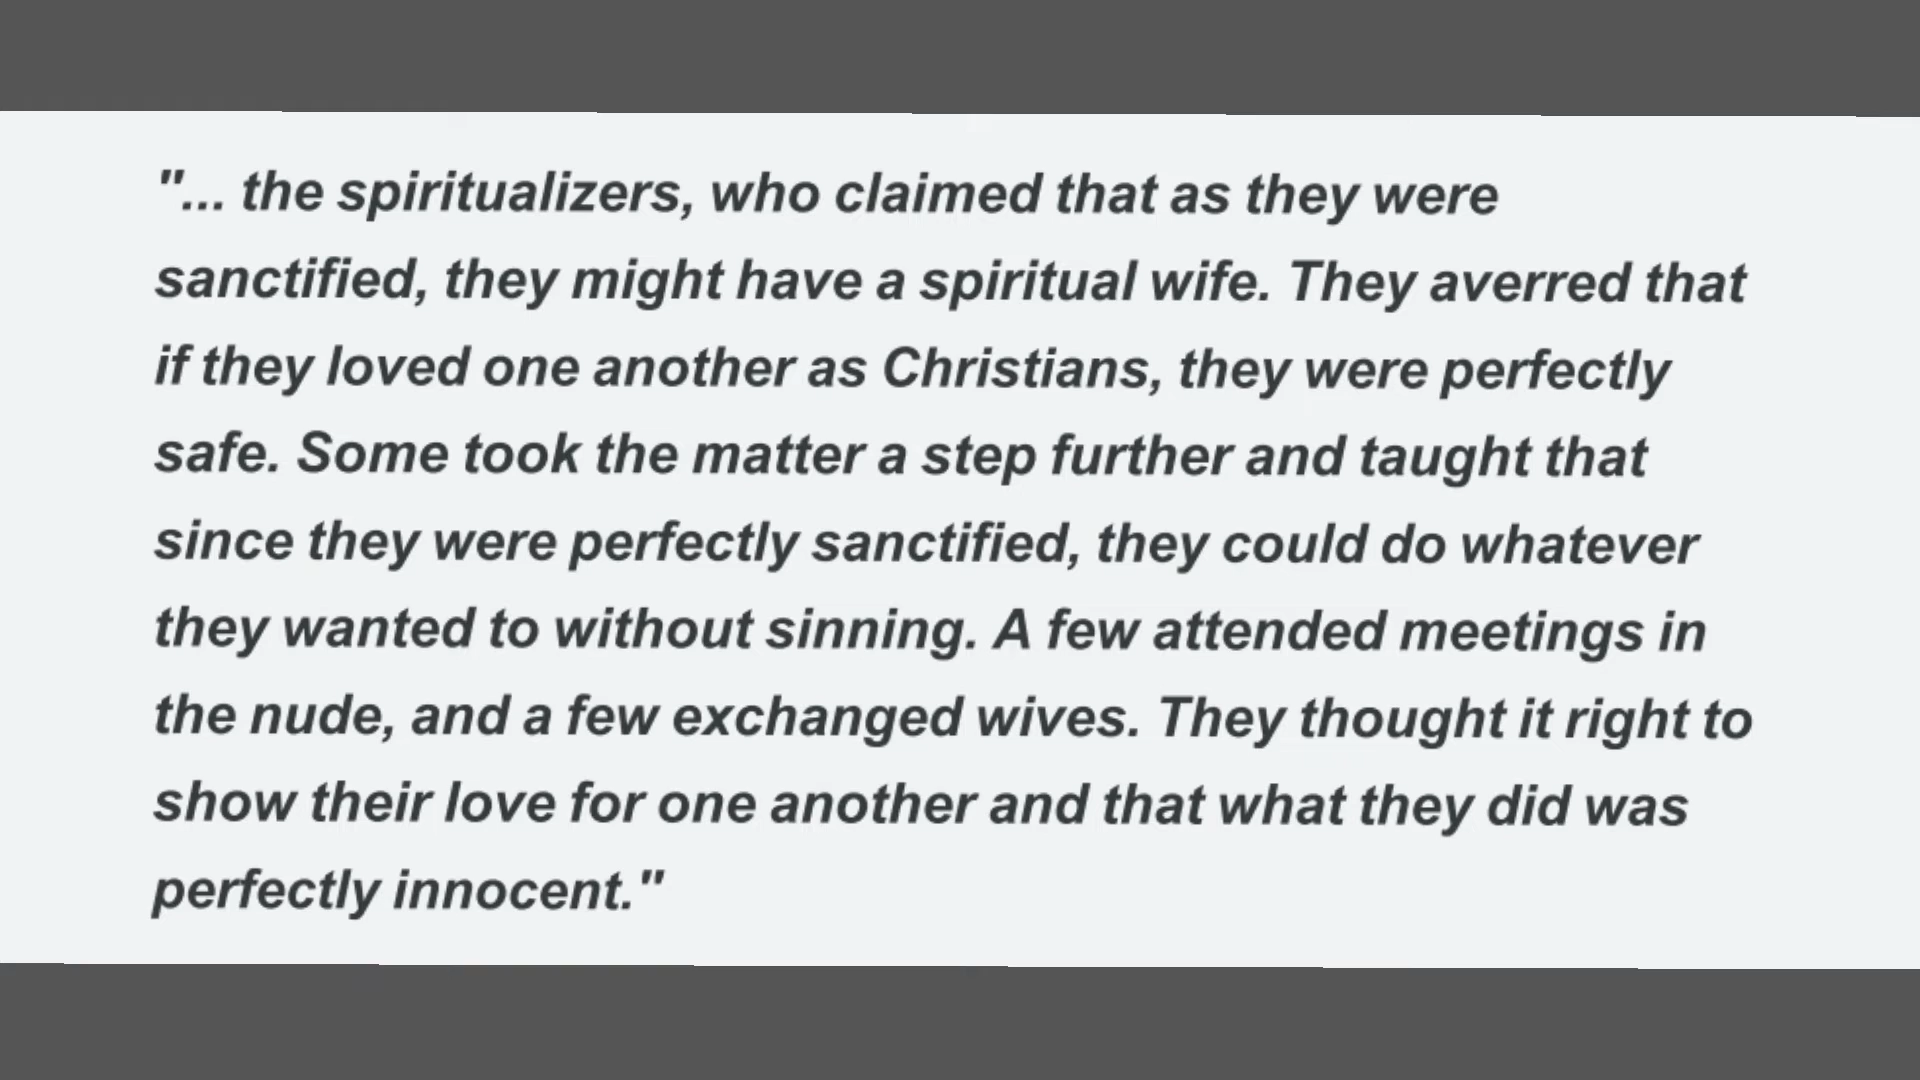 "... the spiritualizers, who claimed that as they were
sanctified, they might have a spiritual wife. They averred that
if they loved one another as Christians, they were perfectly
safe. Some took the matter a step further and taught that
since they were perfectly sanctified, they could do whatever
they wanted to without sinning. A few attended meetings in
the nude, and a few exchanged wives. They thought it right to
show their love for one another and that what they did was
perfectly innocent."